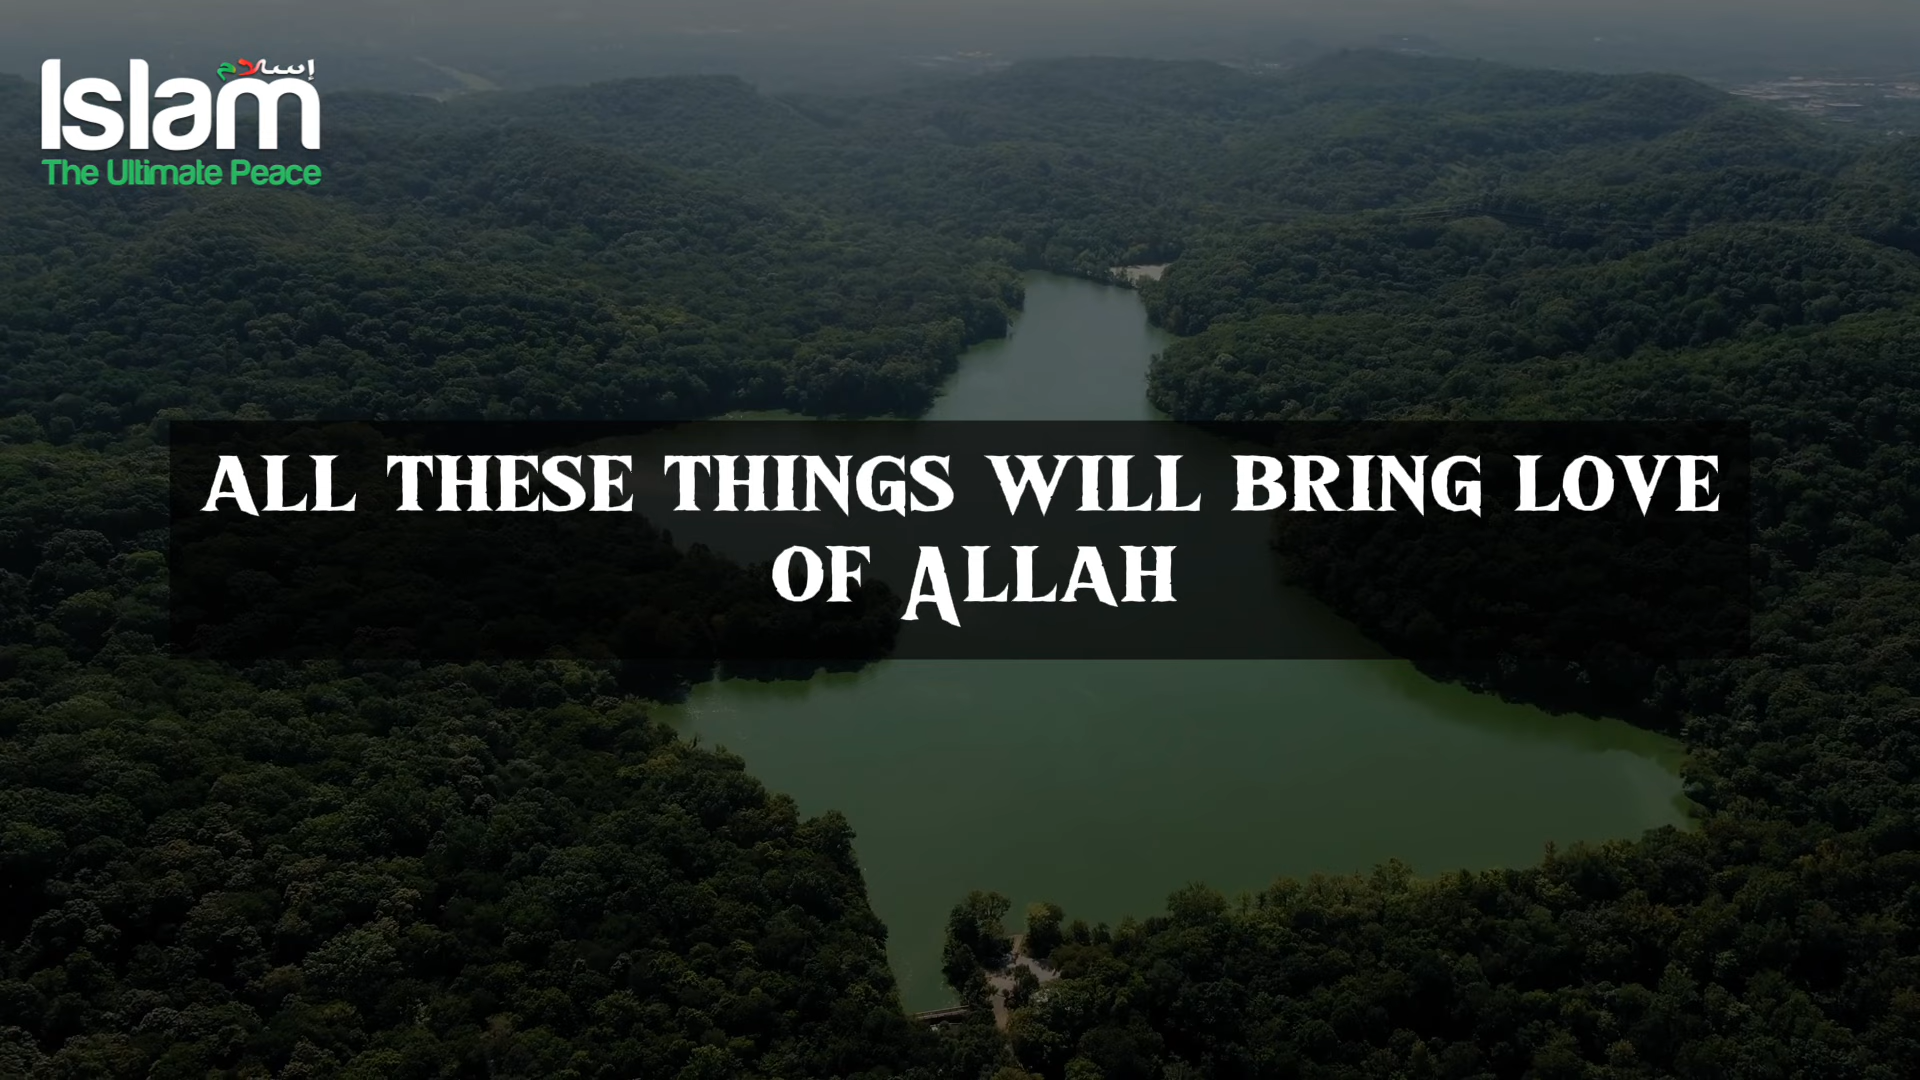 إسلام
Islam
The Ultimate Peace
ALL THESE THINGS WILL BRING LOVE
OF ALLAH